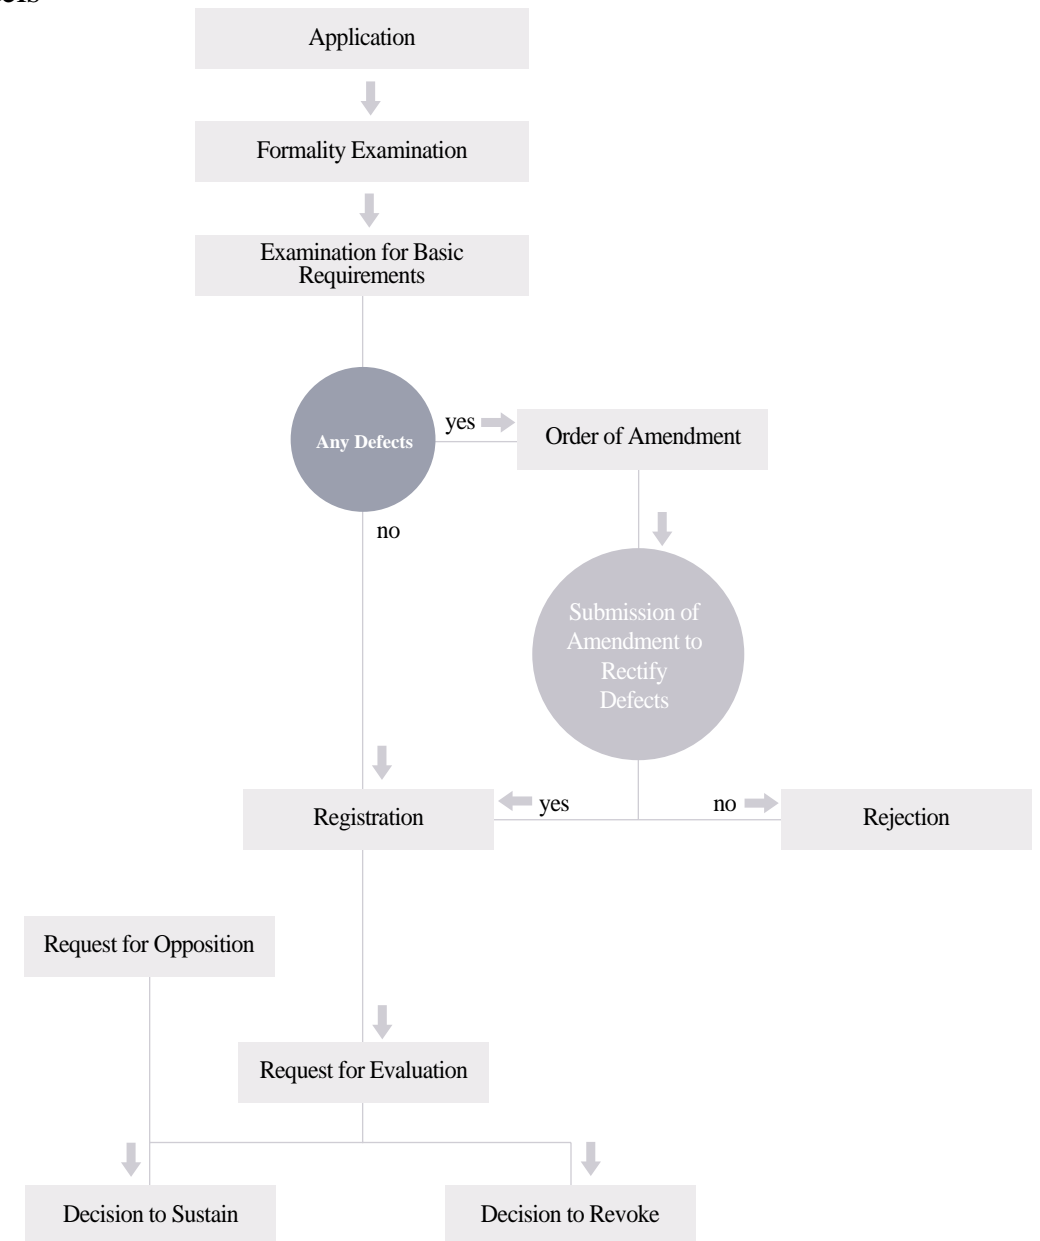 Application
Formality Examination
Examination for Basic
Requirements
yes
Any Defects
Order of Amendment
no
Submission of
Amendment to
Rectify
Defects
yes
no
Registration
Rejection
Request for Opposition
Request for Evaluation
Decision to Sustain
Decision to Revoke